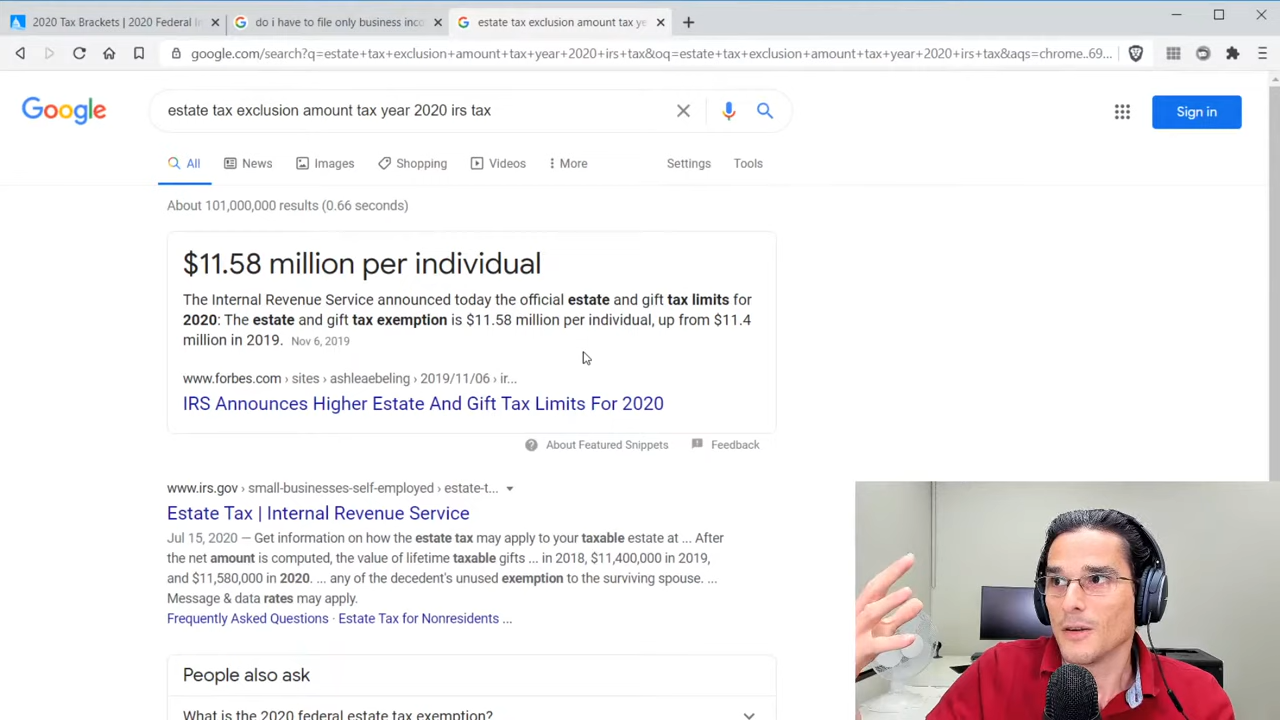 2020 Tax Brackets | 2020 Federal In
do i have to file only business inco
estate tax exclusion amount tax ye
google.com/search?q=estate+tax+exclusion+amount+tax+year+2020+irs+tax&oq=estate+tax+exclusion+amount+tax+year+2020+irs+tax&aqs=chrome..69...
Google
estate tax exclusion amount tax year 2020 irs tax
Sign in
All
News
Images
Shopping
Videos
More
Settings
Tools
About 101,000,000 results (0.66 seconds)
$11.58 million per individual
The Internal Revenue Service announced today the official estate and gift tax limits for
2020: The estate and gift tax exemption is $11.58 million per individual, up from $11.4
million in 2019. Nov 6, 2019
www.forbes.com › sites › ashleaebeling › 2019/11/06 › ir...
IRS Announces Higher Estate And Gift Tax Limits For 2020
About Featured Snippets
Feedback
www.irs.gov › small-businesses-self-employed › estate-t...
Estate Tax | Internal Revenue Service
Jul 15, 2020 — Get information on how the estate tax may apply to your taxable estate at ... After
the net amount is computed, the value of lifetime taxable gifts ... in 2018, $11,400,000 in 2019,
and $11,580,000 in 2020. ... any of the decedent's unused exemption to the surviving spouse. ...
Message & data rates may apply.
Frequently Asked Questions · Estate Tax for Nonresidents ...
People also ask
What is the 2020 federal estate tax exemption?